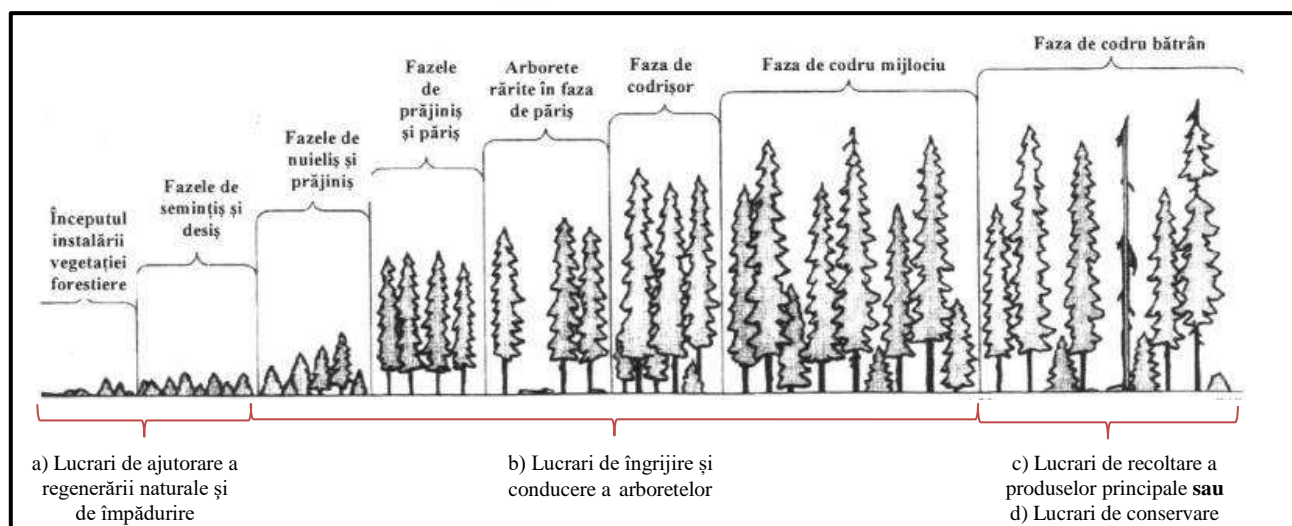 Începutul
instalării
vegetației
forestiere
Fazele de
semințiș și
desiș
Fazele de
nuieliș și
prăjiniș
Fazele
de
prăjiniș
și păriș
Arborete
rărite în faza
de păriș
Faza de
codrișor
Faza de codru mijlociu
Faza de codru bătrân
a) Lucrari de ajutorare a
regenerării naturale și
de împădurire
b) Lucrari de îngrijire și
conducere a arboretelor
c) Lucrari de recoltare a
produselor principale sau
d) Lucrari de conservare